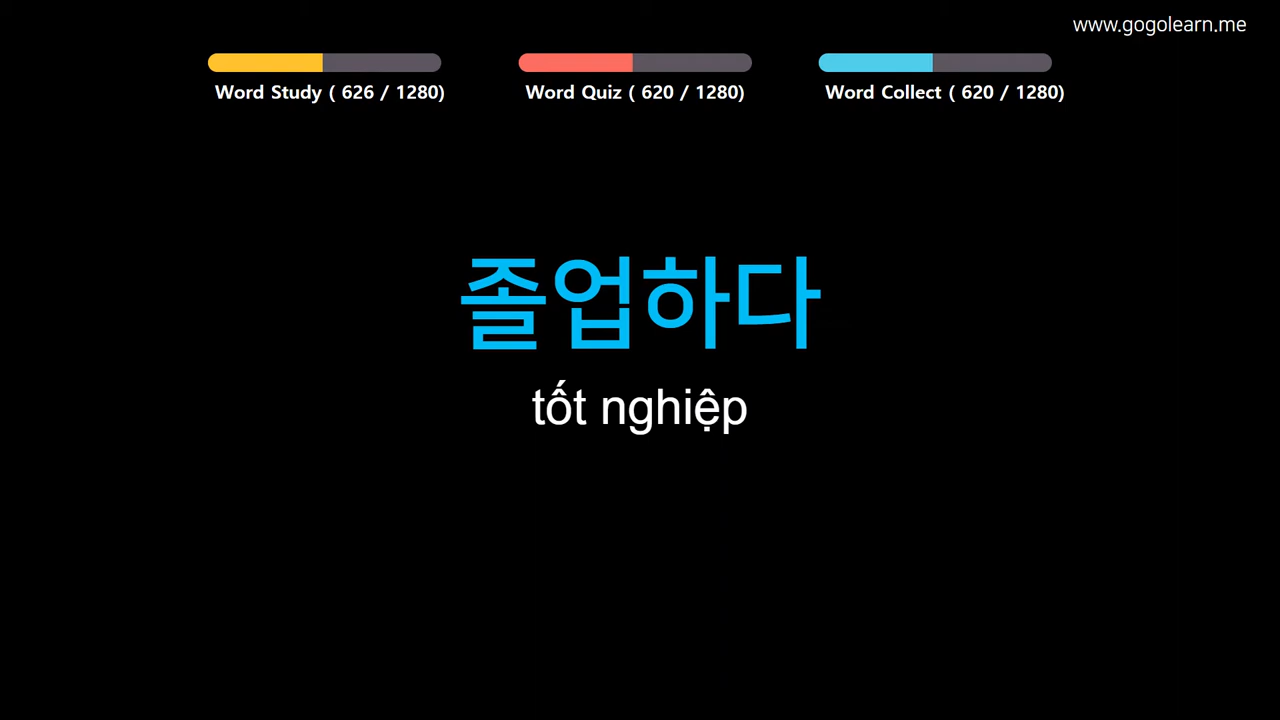 www.gogolearn.me
Word Study ( 626 / 1280)
Word Quiz ( 620 / 1280)
Word Collect ( 620 / 1280)
졸업하다
tốt nghiệp